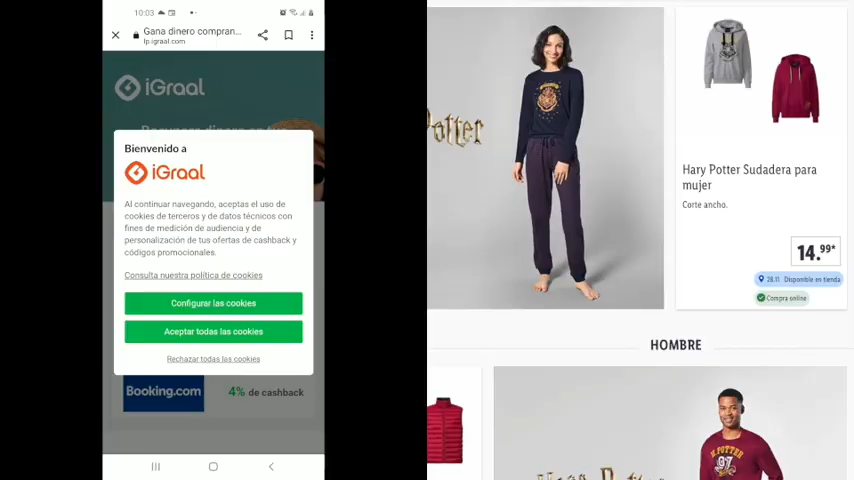 10:03
Gana dinero compran...
lp.igraal.com
iGraal
Bienvenido a
iGraal
Al continuar navegando, aceptas el uso de
cookies de terceros y de datos técnicos con
fines de medición de audiencia y de
personalización de tus ofertas de cashback y
códigos promocionales.
Consulta nuestra política de cookies
Configurar las cookies
Aceptar todas las cookies
Rechazar todas las cookies
Booking.com
4% de cashback
Potter
Hary Potter Sudadera para
mujer
Corte ancho.
14.99*
28.11 Disponible en tienda
Compra online
HOMBRE
H.POTTER
97
Harry Potter